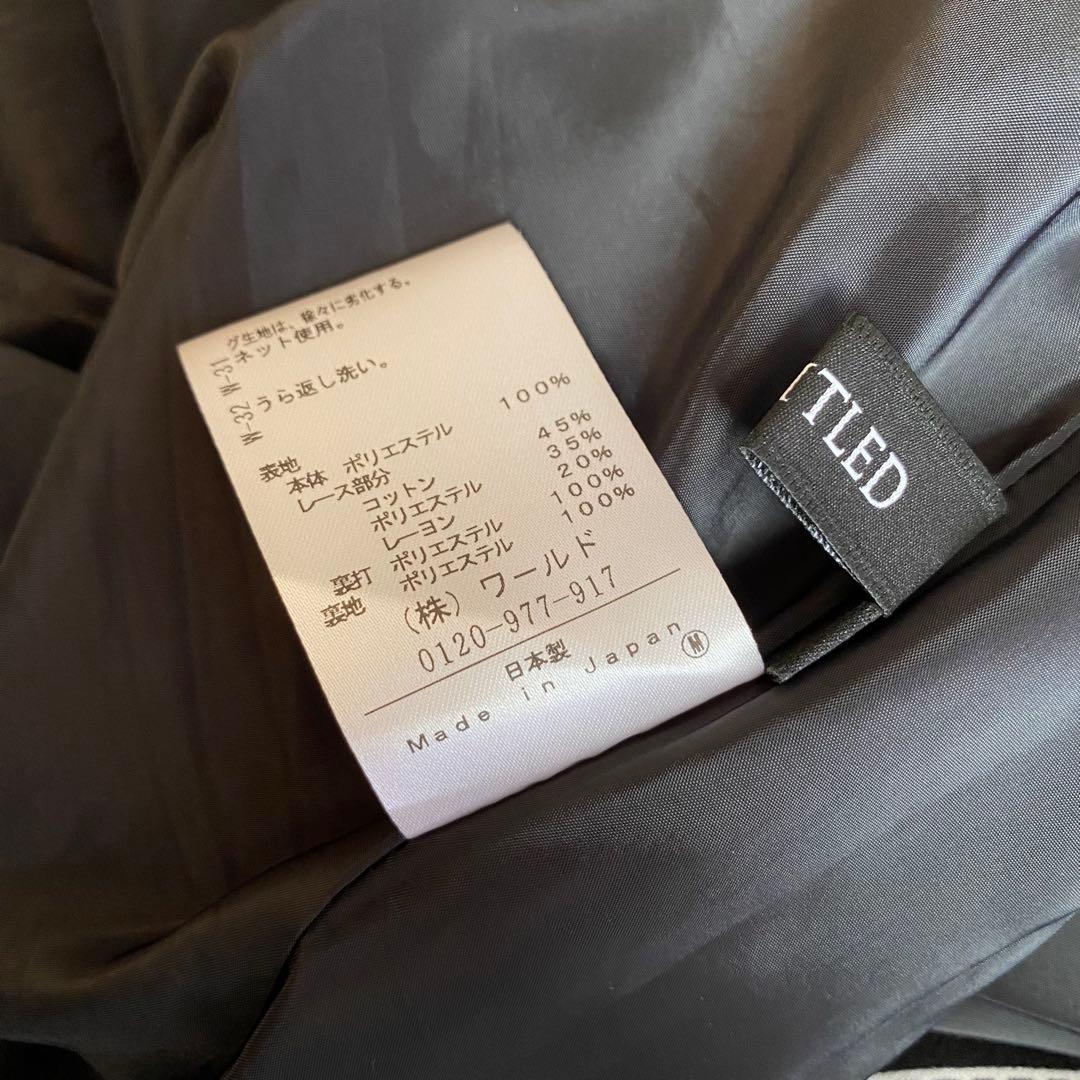 グ生地は、徐々に劣化する。
W-32 W-31 ネット使用。
うら返し洗い。
表地
本体 ポリエステル 100%
レース部分
コットン 45%
ポリエステル 35%
レーヨン 20%
裏打 ポリエステル 100%
裏地 ポリエステル 100%
(株) ワールド
0120-977-917
日本製
Made in Japan Ⓜ
TLED